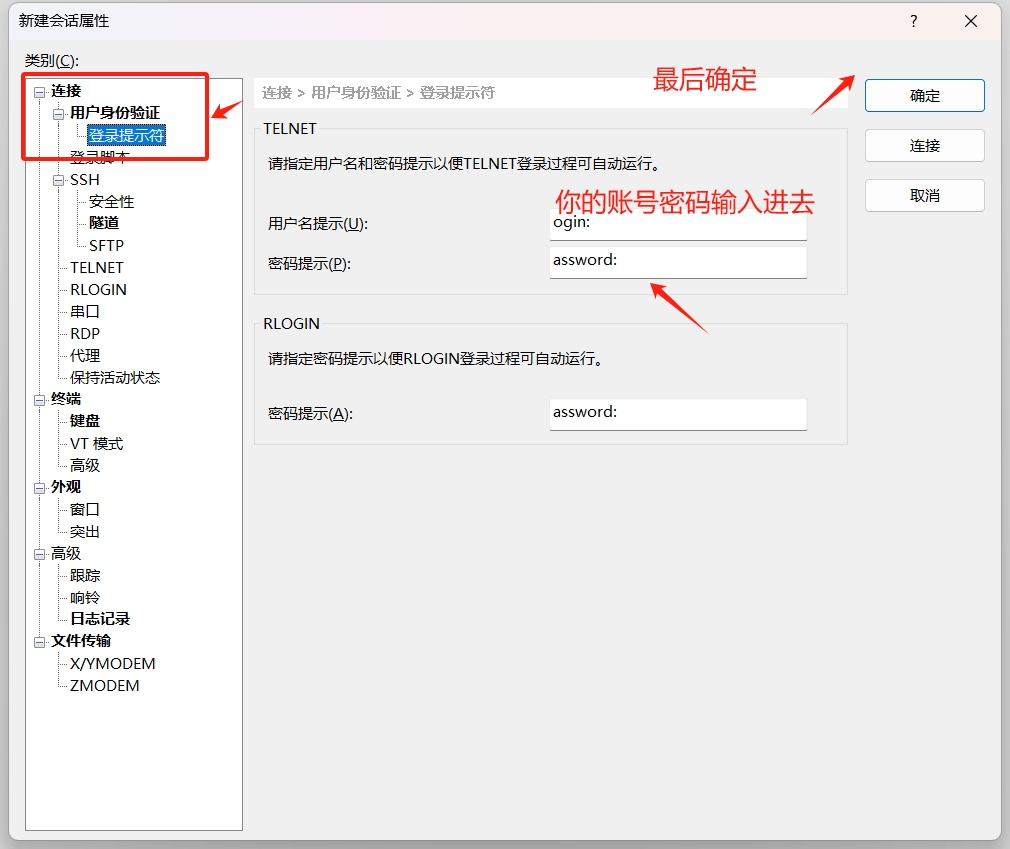 新建会话属性
?
类别(C):
连接
用户身份验证
登录提示符
登录脚本
SSH
安全性
隧道
SFTP
TELNET
RLOGIN
串口
RDP
代理
保持活动状态
终端
键盘
VT 模式
高级
外观
窗口
突出
高级
跟踪
响铃
日志记录
文件传输
X/YMODEM
ZMODEM
连接 > 用户身份验证 > 登录提示符
最后确定
TELNET
请指定用户名和密码提示以便TELNET登录过程可自动运行。
你的账号密码输入进去
用户名提示(U):
ogin:
密码提示(P):
assword:
RLOGIN
请指定密码提示以便RLOGIN登录过程可自动运行。
密码提示(A):
assword:
确定
连接
取消